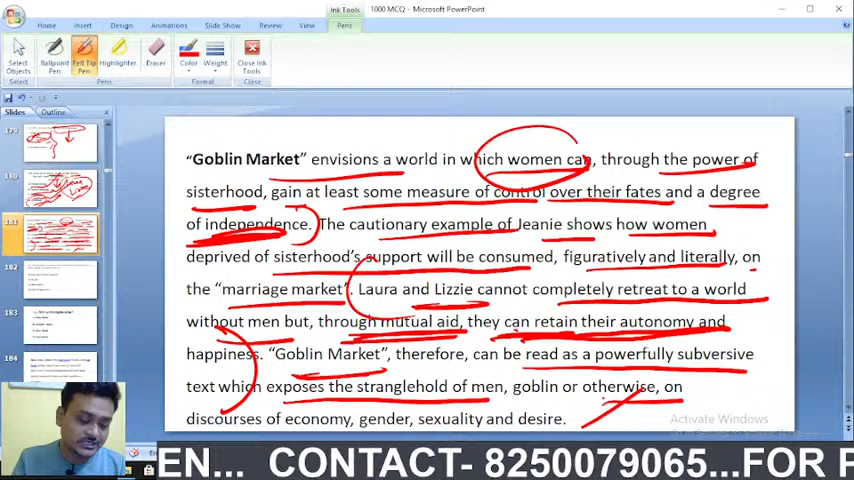 Ink Tools
1000 MCQ - Microsoft PowerPoint
Home Insert Design Animations Slide Show Review View Pens
Select Objects
Ballpoint Pen
Felt Tip Pen
Highlighter
Eraser
Color
Weight
Close Ink Tools
Select Pens Format Close
Slides Outline
179
180
181
182
183
184
“Goblin Market” envisions a world in which women can, through the power of
sisterhood, gain at least some measure of control over their fates and a degree
of independence. The cautionary example of Jeanie shows how women
deprived of sisterhood’s support will be consumed, figuratively and literally, on
the “marriage market”. Laura and Lizzie cannot completely retreat to a world
without men but, through mutual aid, they can retain their autonomy and
happiness. “Goblin Market”, therefore, can be read as a powerfully subversive
text which exposes the stranglehold of men, goblin or otherwise, on
discourses of economy, gender, sexuality and desire.
Activate Windows
EN... CONTACT- 8250079065...FOR P